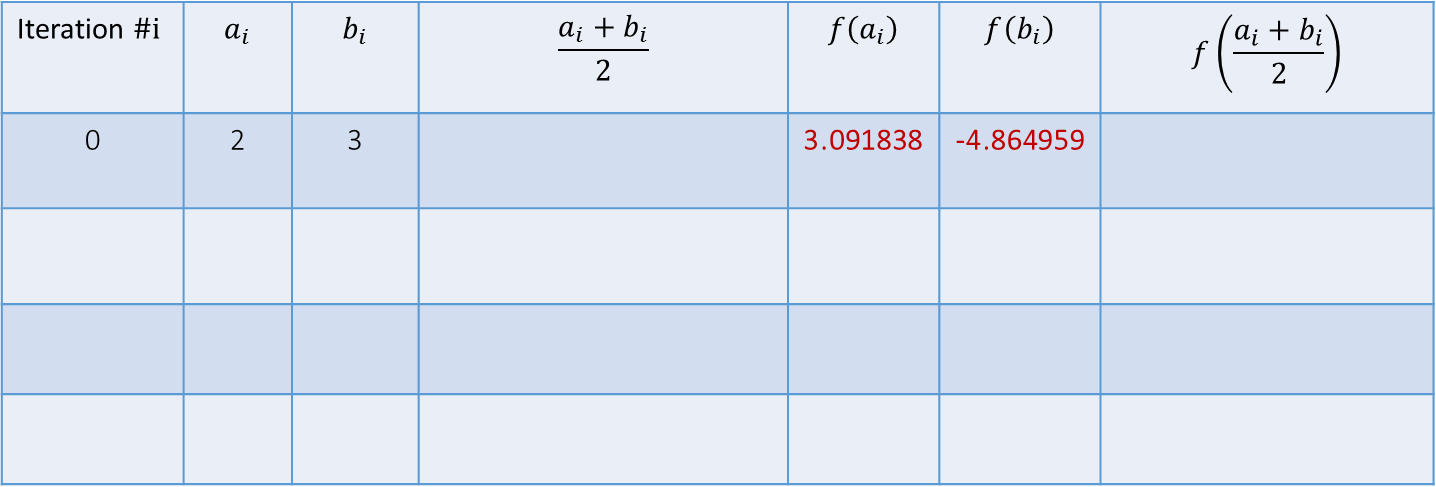 Iteration #i a_i b_i (a_i + b_i)/2 f(a_i) f(b_i) f((a_i + b_i)/2)
0 2 3 3.091838 -4.864959